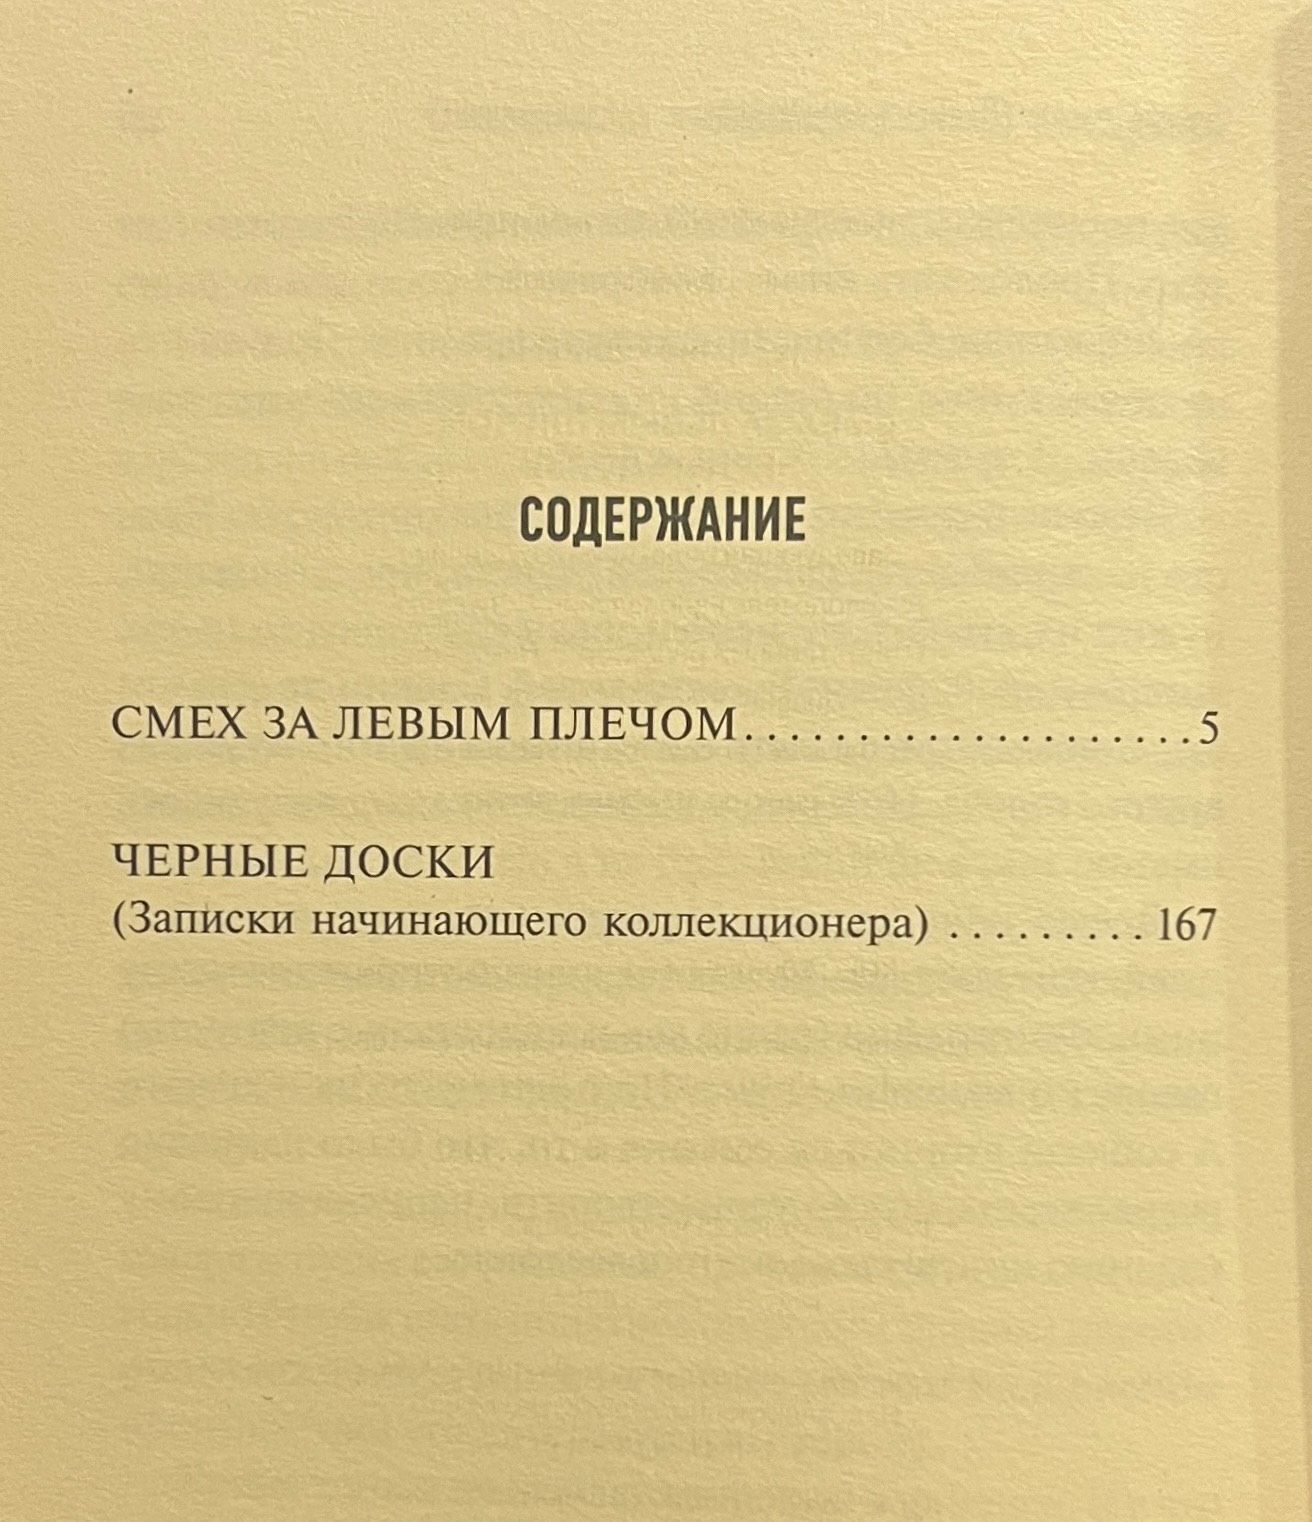 СОДЕРЖАНИЕ
СМЕХ ЗА ЛЕВЫМ ПЛЕЧОМ.....................5
ЧЕРНЫЕ ДОСКИ
(Записки начинающего коллекционера) .........167